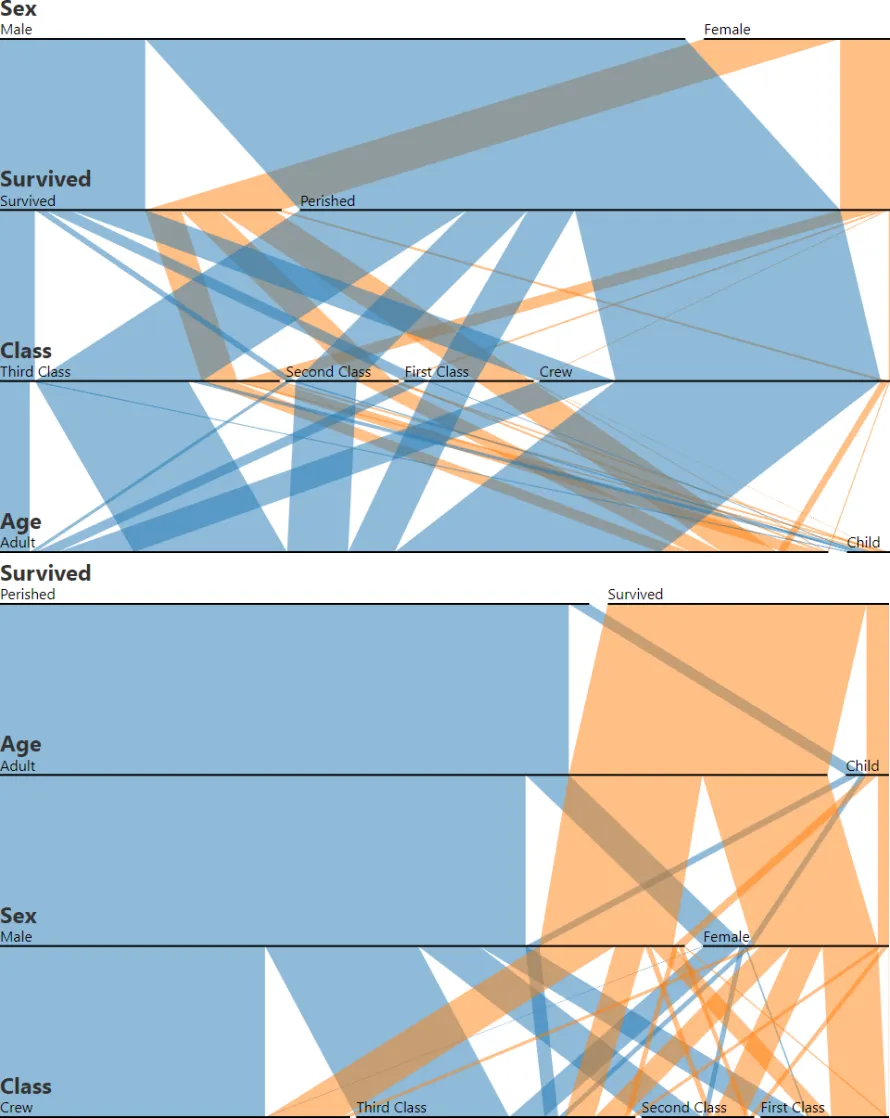 Sex
Male Female
Survived
Survived Perished
Class
Third Class Second Class First Class Crew
Age
Adult Child
Survived
Perished Survived
Age
Adult Child
Sex
Male Female
Class
Crew Third Class Second Class First Class